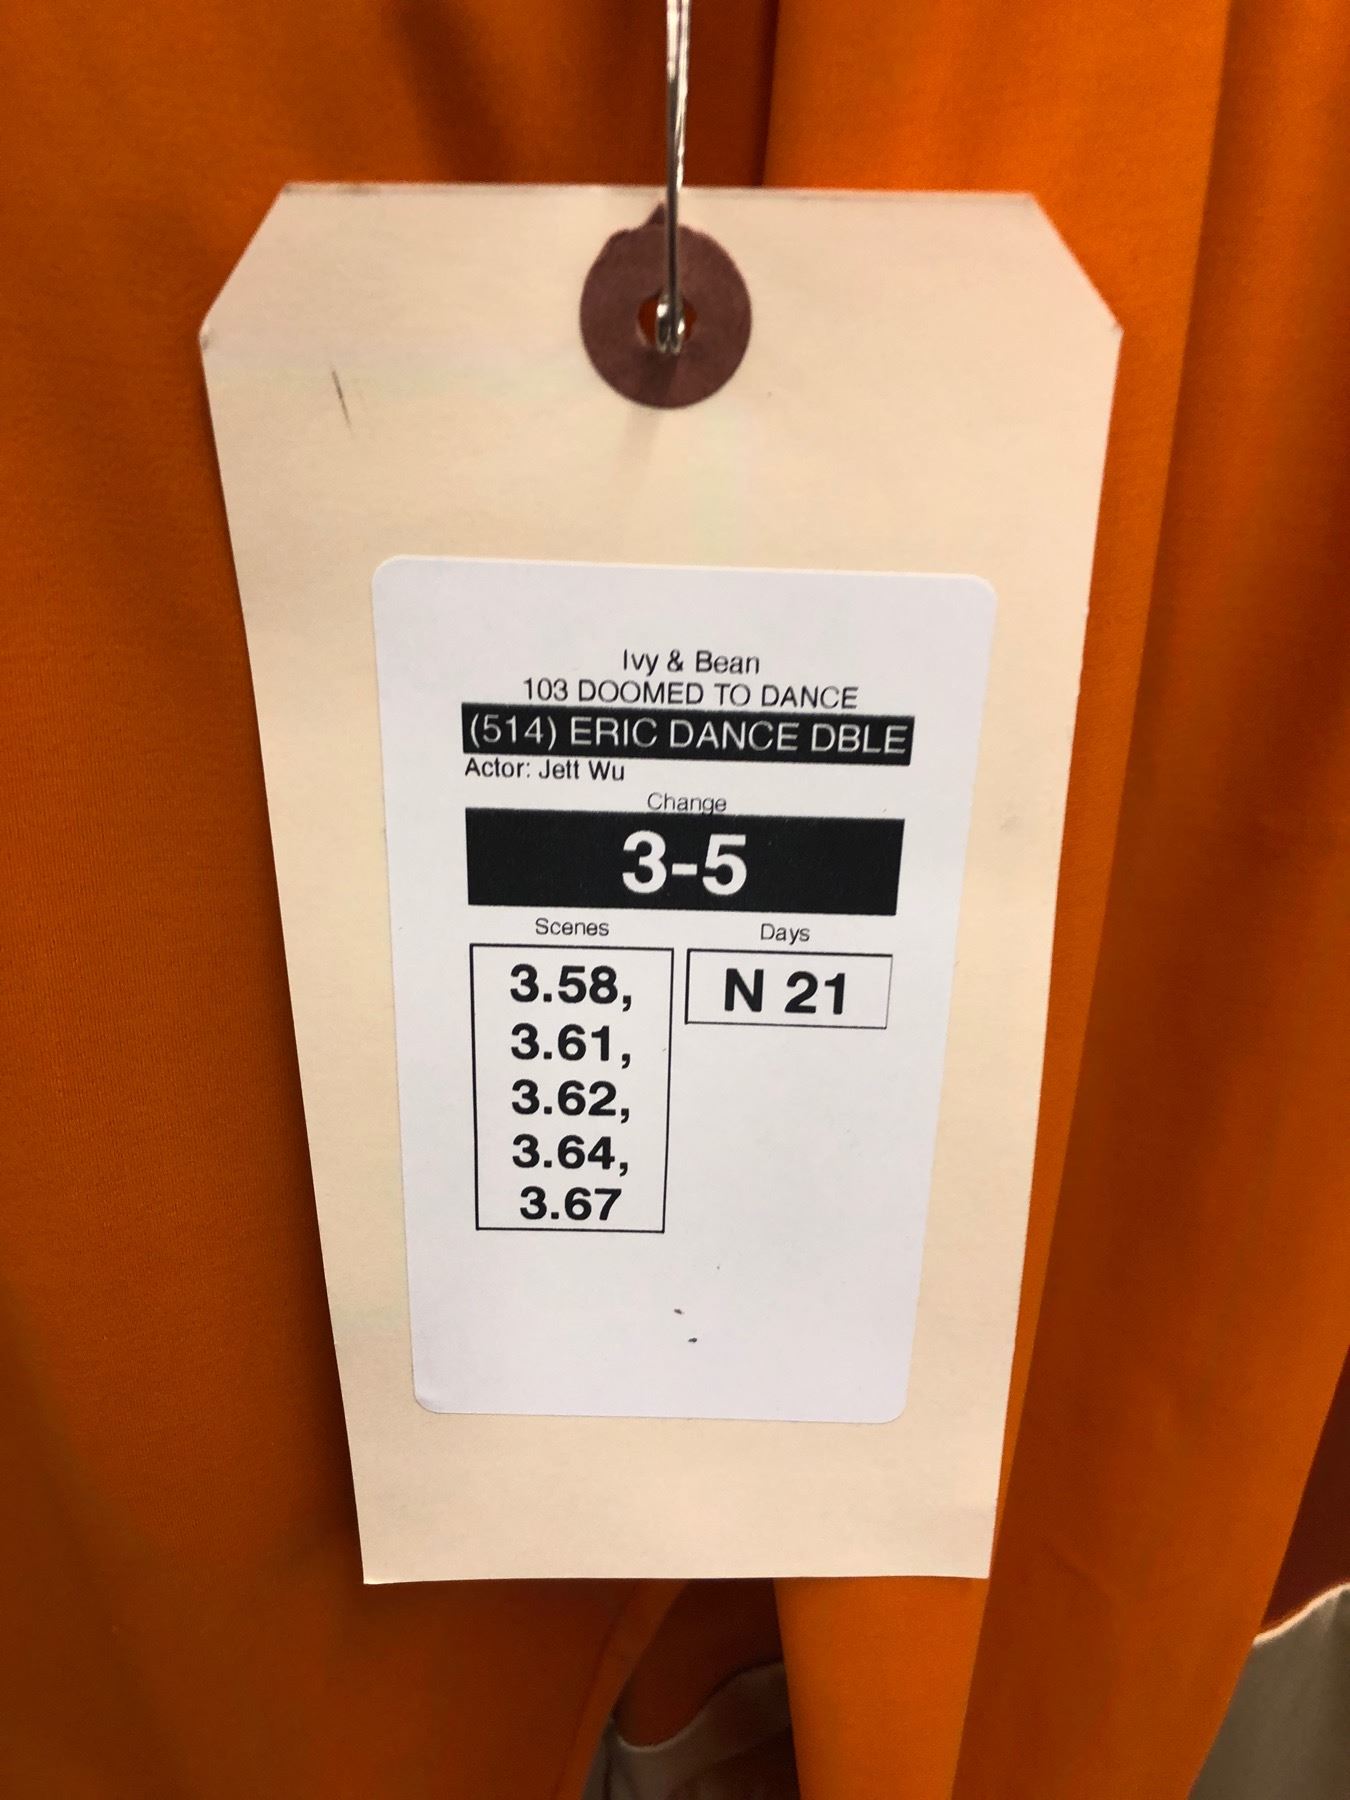 Ivy & Bean
103 DOOMED TO DANCE
(514) ERIC DANCE DBLE
Actor: Jett Wu
Change
3-5
Scenes
3.58,
3.61,
3.62,
3.64,
3.67
Days
N 21